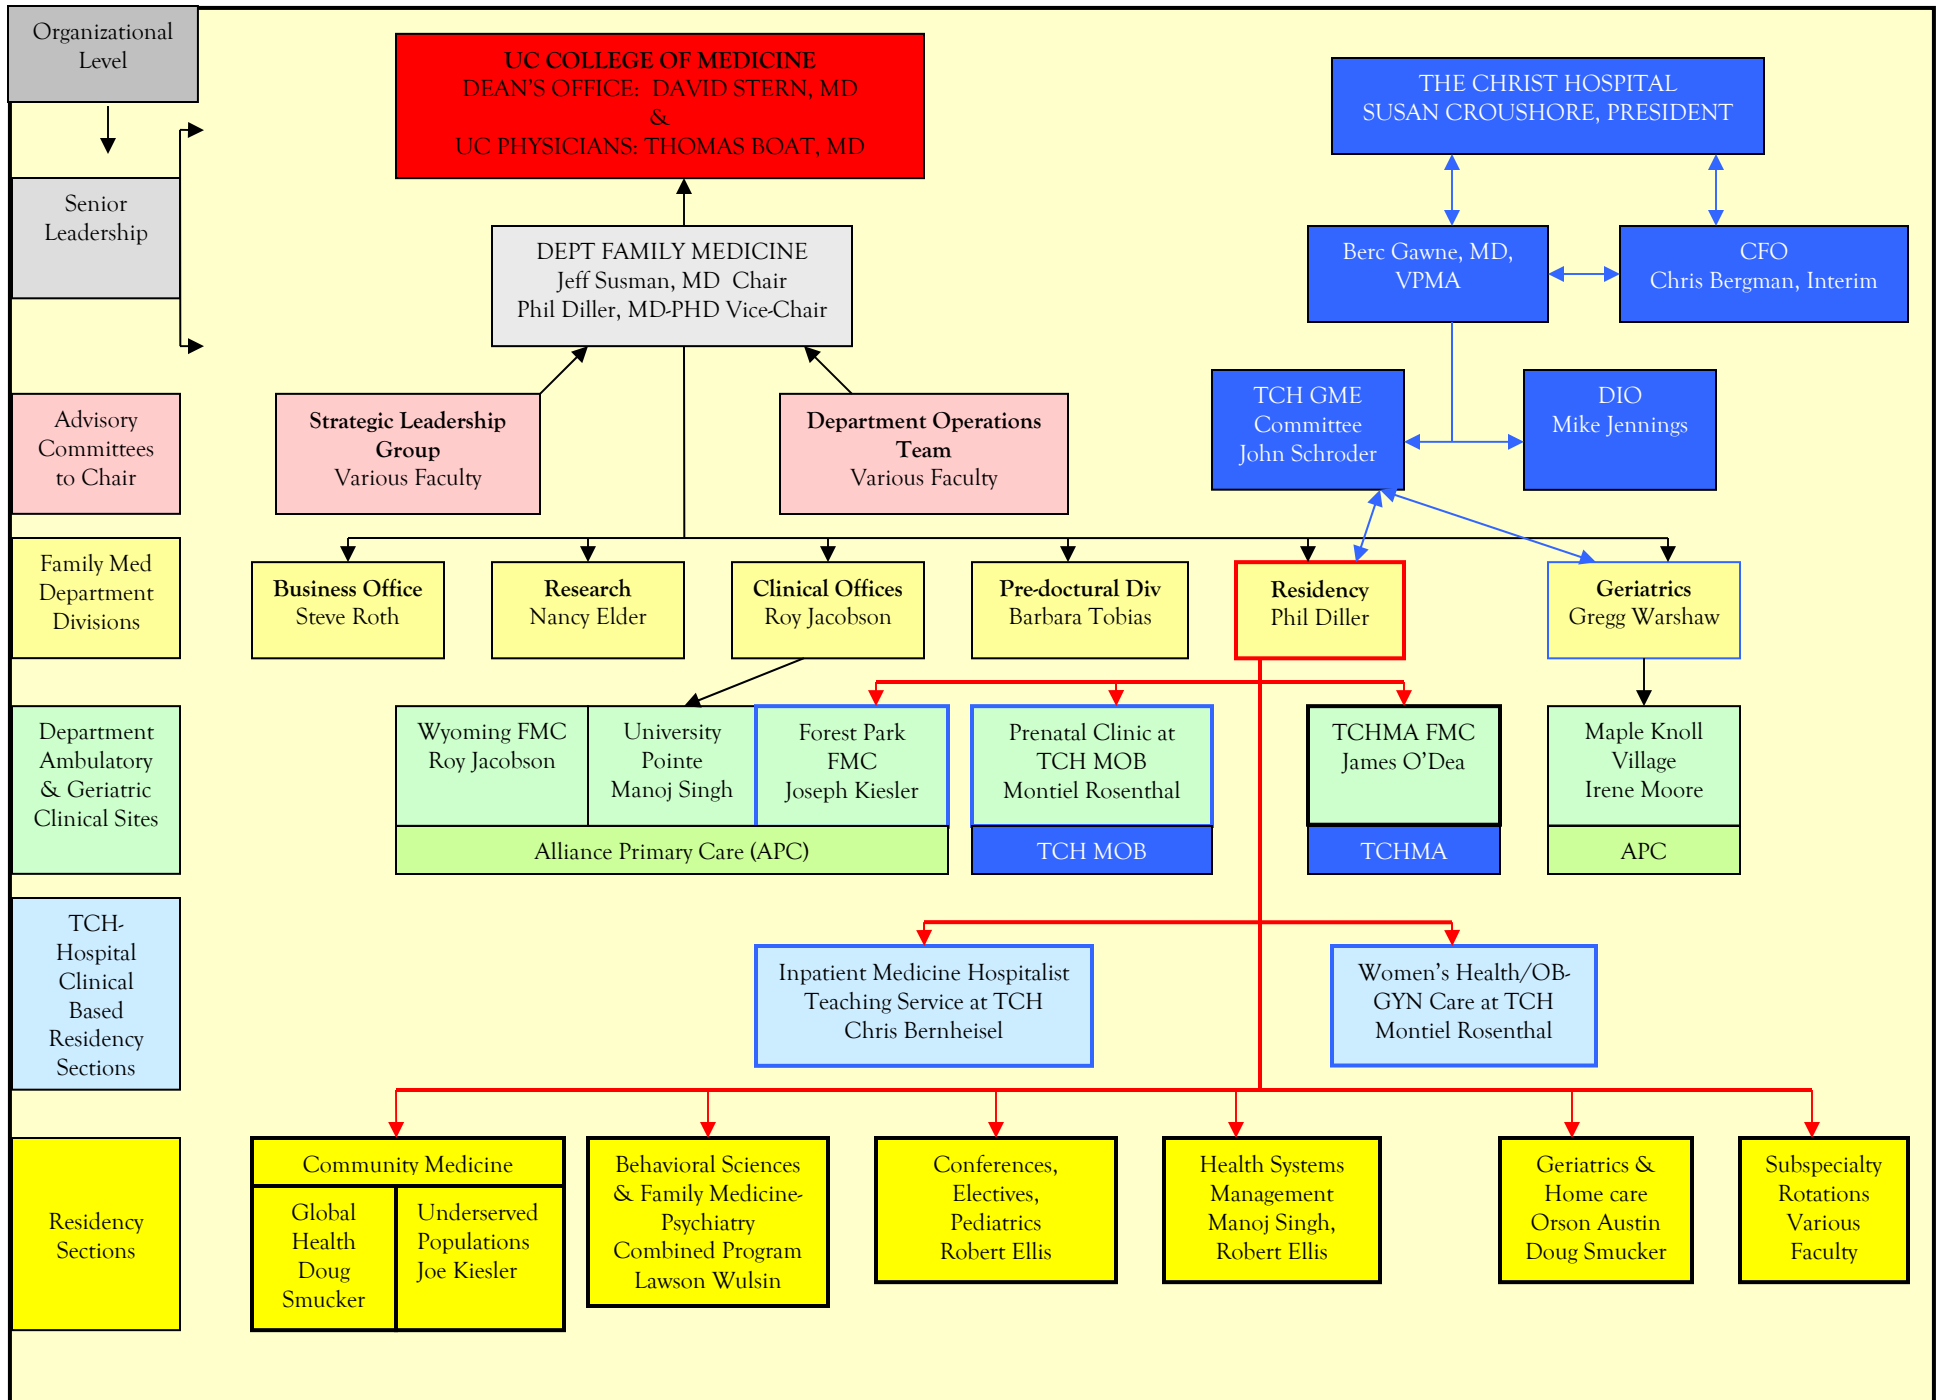 Organizational
Level
UC COLLEGE OF MEDICINE
DEAN'S OFFICE: DAVID STERN, MD
&
UC PHYSICIANS: THOMAS BOAT, MD
THE CHRIST HOSPITAL
SUSAN CROUSHORE, PRESIDENT
Senior
Leadership
DEPT FAMILY MEDICINE
Jeff Susman, MD Chair
Phil Diller, MD-PHD Vice-Chair
Berc Gawne, MD,
VPMA
CFO
Chris Bergman, Interim
Advisory
Committees
to Chair
Strategic Leadership
Group
Various Faculty
Department Operations
Team
Various Faculty
TCH GME
Committee
John Schroder
DIO
Mike Jennings
Family Med
Department
Divisions
Business Office
Steve Roth
Research
Nancy Elder
Clinical Offices
Roy Jacobson
Pre-doctural Div
Barbara Tobias
Residency
Phil Diller
Geriatrics
Gregg Warshaw
Department
Ambulatory
& Geriatric
Clinical Sites
Wyoming FMC
Roy Jacobson
University
Pointe
Manoj Singh
Forest Park
FMC
Joseph Kiesler
Alliance Primary Care (APC)
Prenatal Clinic at
TCH MOB
Montiel Rosenthal
TCH MOB
TCHMA FMC
James O'Dea
TCHMA
Maple Knoll
Village
Irene Moore
APC
TCH-
Hospital
Clinical
Based
Residency
Sections
Inpatient Medicine Hospitalist
Teaching Service at TCH
Chris Bernheisel
Women's Health/OB-
GYN Care at TCH
Montiel Rosenthal
Residency
Sections
Community Medicine
Global
Health
Doug
Smucker
Underserved
Populations
Joe Kiesler
Behavioral Sciences
& Family Medicine-
Psychiatry
Combined Program
Lawson Wulsin
Conferences,
Electives,
Pediatrics
Robert Ellis
Health Systems
Management
Manoj Singh,
Robert Ellis
Geriatrics &
Home care
Orson Austin
Doug Smucker
Subspecialty
Rotations
Various
Faculty